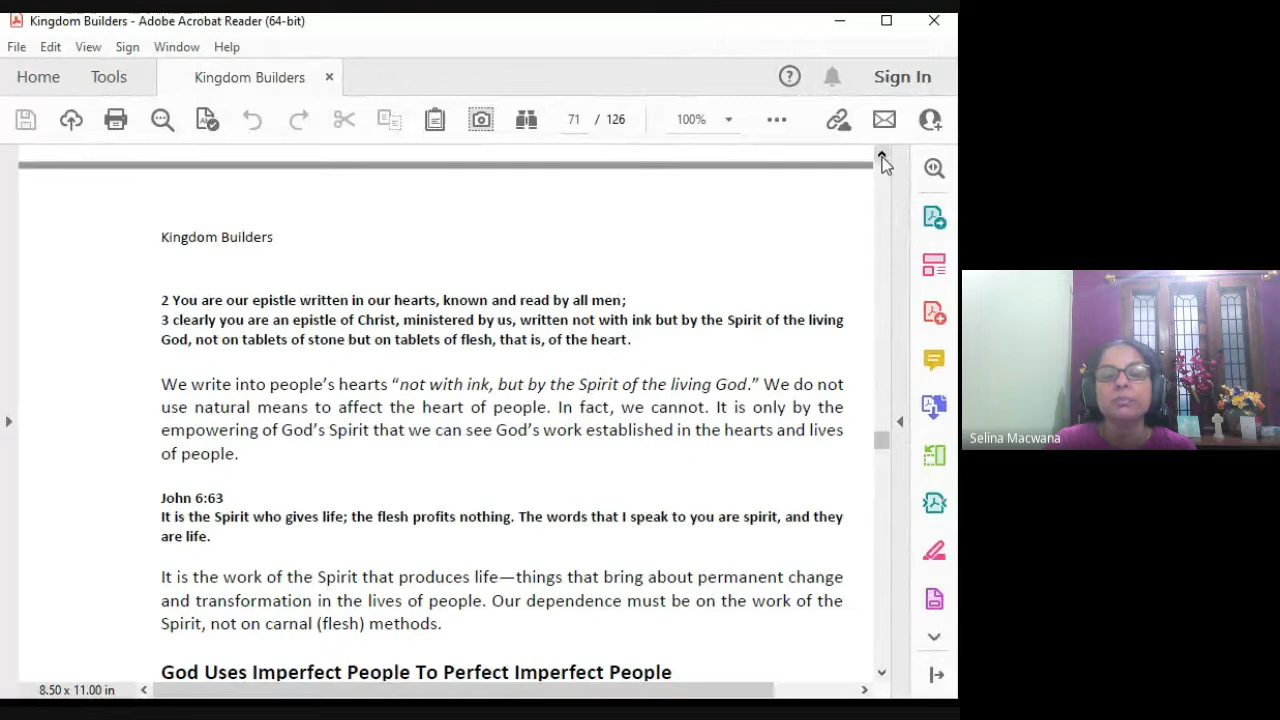 Kingdom Builders - Adobe Acrobat Reader (64-bit)
File Edit View Sign Window Help
Home Tools Kingdom Builders × Sign In
71 / 126 100%
Kingdom Builders
2 You are our epistle written in our hearts, known and read by all men;
3 clearly you are an epistle of Christ, ministered by us, written not with ink but by the Spirit of the living
God, not on tablets of stone but on tablets of flesh, that is, of the heart.
We write into people’s hearts “not with ink, but by the Spirit of the living God.” We do not
use natural means to affect the heart of people. In fact, we cannot. It is only by the
empowering of God’s Spirit that we can see God’s work established in the hearts and lives
of people.
John 6:63
It is the Spirit who gives life; the flesh profits nothing. The words that I speak to you are spirit, and they
are life.
It is the work of the Spirit that produces life—things that bring about permanent change
and transformation in the lives of people. Our dependence must be on the work of the
Spirit, not on carnal (flesh) methods.
God Uses Imperfect People To Perfect Imperfect People
8.50 x 11.00 in
Selina Macwana